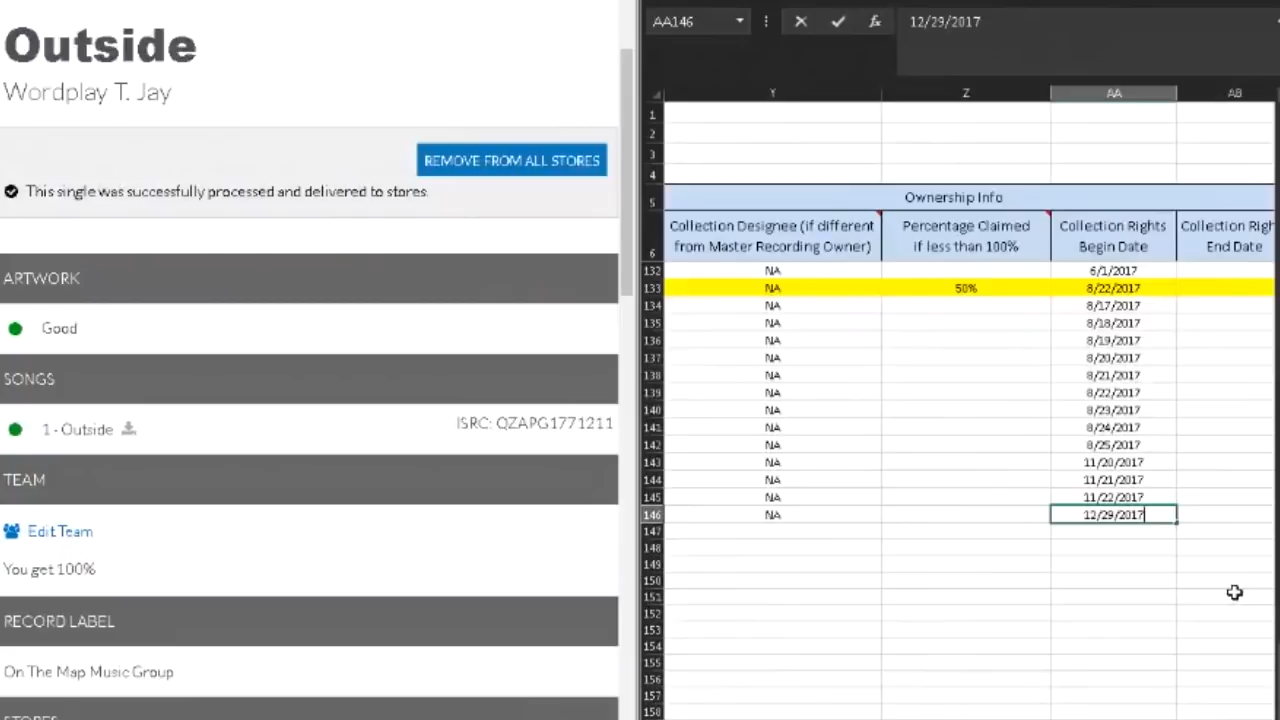 Outside
Wordplay T. Jay
REMOVE FROM ALL STORES
This single was successfully processed and delivered to stores.
ARTWORK
Good
SONGS
1 - Outside
ISRC: QZAPG1771211
TEAM
Edit Team
You get 100%
RECORD LABEL
On The Map Music Group
STORES
AA146
fx
12/29/2017
Y Z AA AB
1
2
3
4
5 Ownership Info
6 Collection Designee (if different from Master Recording Owner) Percentage Claimed if less than 100% Collection Rights Begin Date Collection Righ End Date
132 NA 6/1/2017
133 NA 50% 8/22/2017
134 NA 8/17/2017
135 NA 8/18/2017
136 NA 8/19/2017
137 NA 8/20/2017
138 NA 8/21/2017
139 NA 8/22/2017
140 NA 8/23/2017
141 NA 8/24/2017
142 NA 8/25/2017
143 NA 11/20/2017
144 NA 11/21/2017
145 NA 11/22/2017
146 NA 12/29/2017
147
148
149
150
151
152
153
154
155
156
157
158